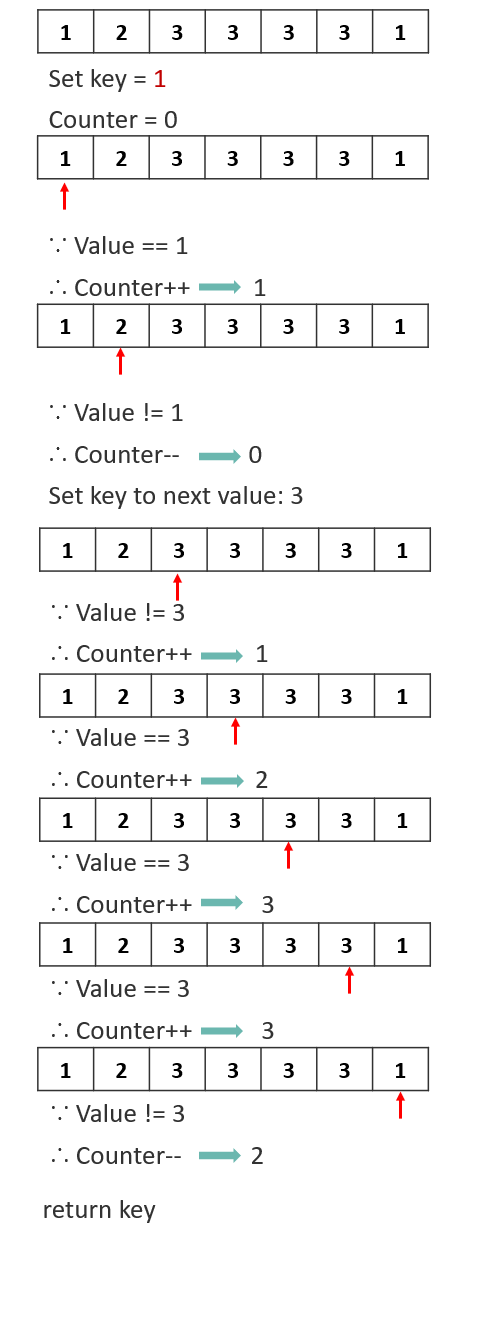 1 2 3 3 3 3 1
Set key = 1
Counter = 0
1 2 3 3 3 3 1
∵ Value == 1
∴ Counter++ 1
1 2 3 3 3 3 1
∵ Value != 1
∴ Counter-- 0
Set key to next value: 3
1 2 3 3 3 3 1
∵ Value != 3
∴ Counter++ 1
1 2 3 3 3 3 1
∵ Value == 3
∴ Counter++ 2
1 2 3 3 3 3 1
∵ Value == 3
∴ Counter++ 3
1 2 3 3 3 3 1
∵ Value == 3
∴ Counter++ 3
1 2 3 3 3 3 1
∵ Value != 3
∴ Counter-- 2
return key